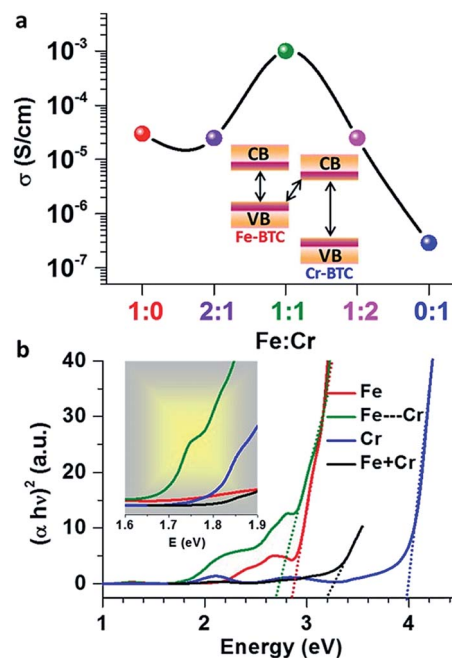 a
σ (S/cm)
10⁻³
10⁻⁴
10⁻⁵
10⁻⁶
10⁻⁷
CB
VB
Fe-BTC
CB
VB
Cr-BTC
1:0 2:1 1:1 1:2 0:1
Fe:Cr
b
(α hν)² (a.u.)
40
30
20
10
0
1.6 1.7 1.8 1.9
E (eV)
Fe
Fe---Cr
Cr
Fe+Cr
1 2 3 4
Energy (eV)